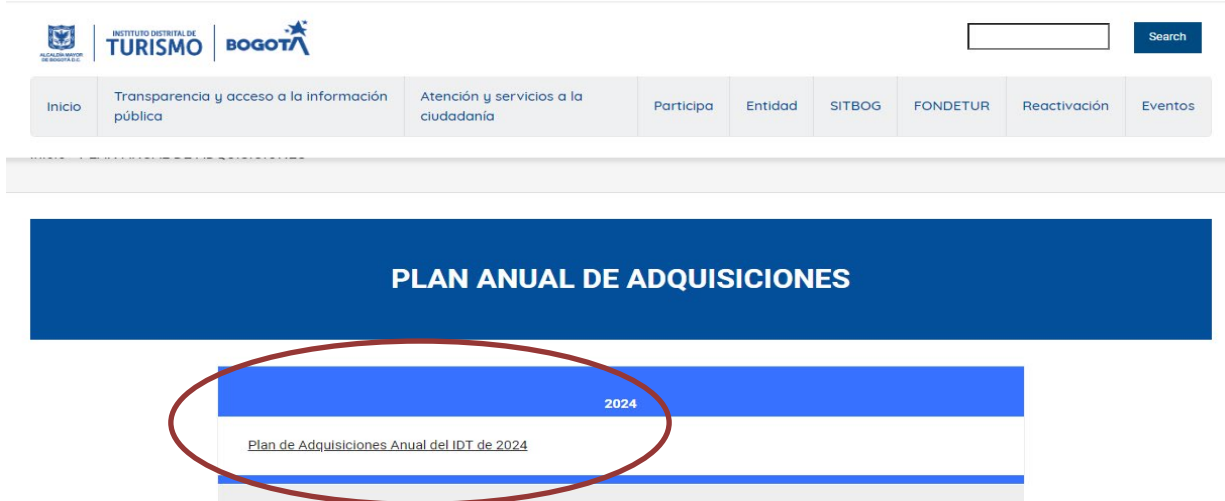 ALCALDÍA MAYOR
DE BOGOTÁ D.C.
INSTITUTO DISTRITAL DE
TURISMO
BOGOTÁ
Search
Inicio
Transparencia y acceso a la información
pública
Atención y servicios a la
ciudadanía
Participa
Entidad
SITBOG
FONDETUR
Reactivación
Eventos
PLAN ANUAL DE ADQUISICIONES
2024
Plan de Adquisiciones Anual del IDT de 2024